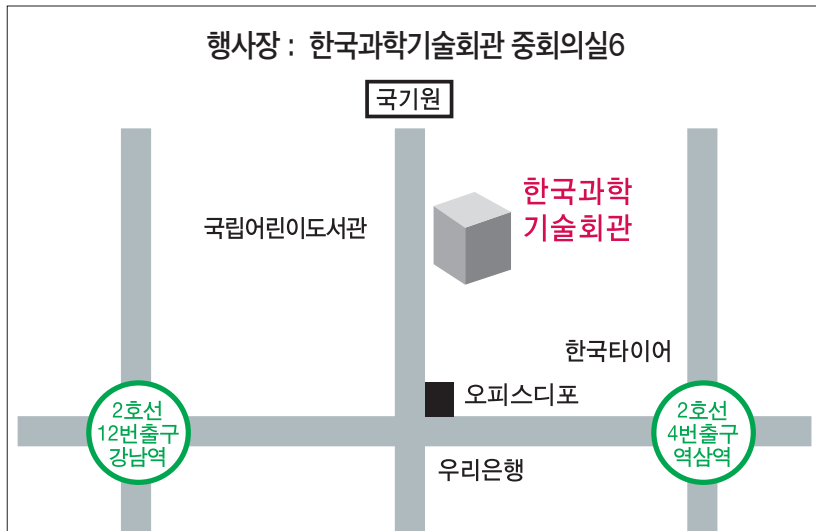 행사장 : 한국과학기술회관 중회의실6
국기원
한국과학
기술회관
국립어린이도서관
한국타이어
오피스디포
2호선
12번출구
강남역
2호선
4번출구
역삼역
우리은행